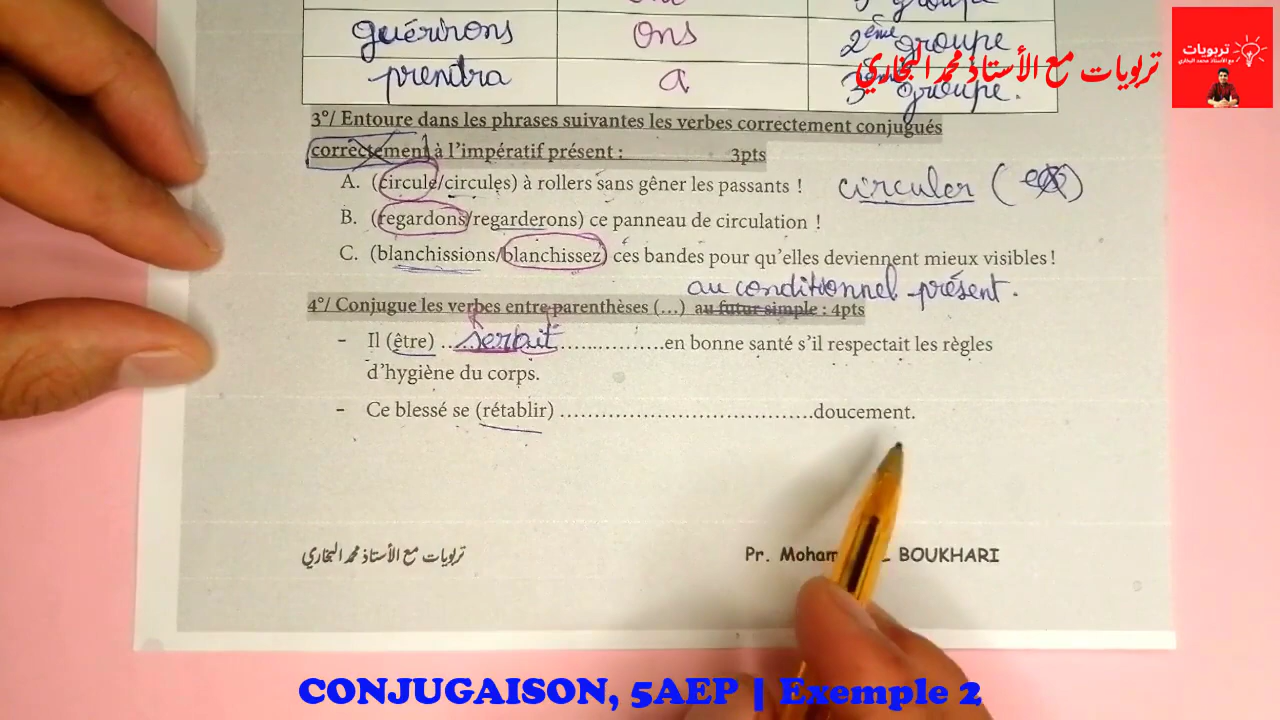 guérirons ons 2ème groupe
prendra a 3ème groupe.
تربويات مع الأستاذ محمد البخاري
تربويات
مع الأستاذ محمد البخاري
3°/ Entoure dans les phrases suivantes les verbes correctement conjugués
correctement à l'impératif présent : 3pts
A. (circule/circules) à rollers sans gêner les passants ! circuler (
B. (regardons/regarderons) ce panneau de circulation !
C. (blanchissions/blanchissez) ces bandes pour qu'elles deviennent mieux visibles !
au conditionnel présent.
4°/ Conjugue les verbes entre parenthèses (…) au futur simple : 4pts
- Il (être) …serait………………en bonne santé s'il respectait les règles
d'hygiène du corps.
- Ce blessé se (rétablir) ……………………………….doucement.
تربويات مع الأستاذ محمد البخاري
Pr. BOUKHARI
CONJUGAISON, 5AEP | Exemple 2